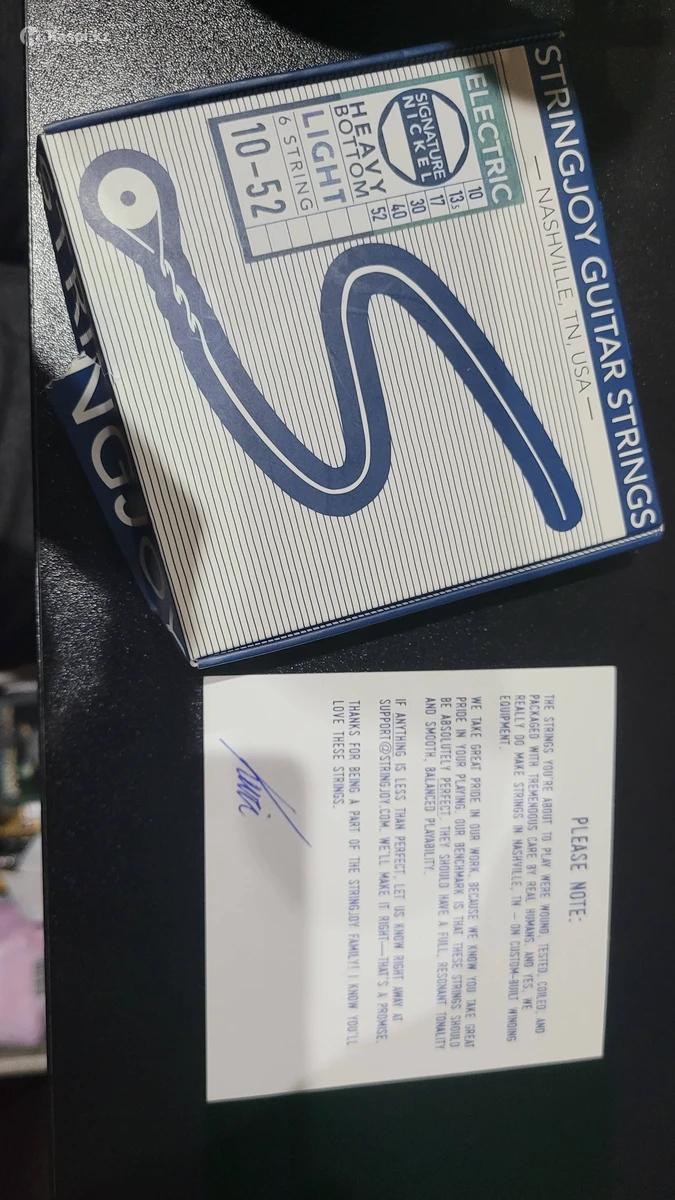 kaspi.kz
STRINGJOY GUITAR STRINGS
— NASHVILLE, TN, USA —
ELECTRIC
SIGNATURE
NICKEL
HEAVY
BOTTOM
LIGHT
6 STRING
10-52
10
13s
17
30
40
52
STRINGJOY
PLEASE NOTE:
THE STRINGS YOU'RE ABOUT TO PLAY WERE WOUND, TESTED, COILED, AND
PACKAGED WITH TREMENDOUS CARE BY REAL HUMANS. AND YES, WE
REALLY DO MAKE STRINGS IN NASHVILLE, TN — ON CUSTOM-BUILT WINDING
EQUIPMENT.
WE TAKE GREAT PRIDE IN OUR WORK, BECAUSE WE KNOW YOU TAKE GREAT
PRIDE IN YOUR PLAYING. OUR BENCHMARK IS THAT THESE STRINGS SHOULD
BE ABSOLUTELY PERFECT; THEY SHOULD HAVE A FULL, RESONANT TONALITY
AND SMOOTH, BALANCED PLAYABILITY.
IF ANYTHING IS LESS THAN PERFECT, LET US KNOW RIGHT AWAY AT
SUPPORT@STRINGJOY.COM. WE'LL MAKE IT RIGHT—THAT'S A PROMISE.
THANKS FOR BEING A PART OF THE STRINGJOY FAMILY! I KNOW YOU'LL
LOVE THESE STRINGS.